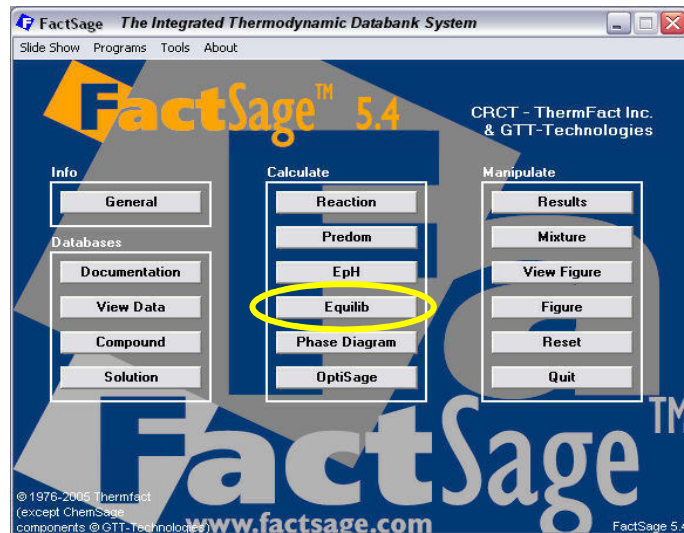 FactSage The Integrated Thermodynamic Databank System
Slide Show Programs Tools About
FactSage™ 5.4
CRCT - ThermFact Inc.
& GTT-Technologies
Info
General
Databases
Documentation
View Data
Compound
Solution
Calculate
Reaction
Predom
EpH
Equilib
Phase Diagram
OptiSage
Manipulate
Results
Mixture
View Figure
Figure
Reset
Quit
FactSage™
© 1976-2005 Thermfact
(except ChemSage
components © GTT-Technologies)
www.factsage.com
FactSage 5.4